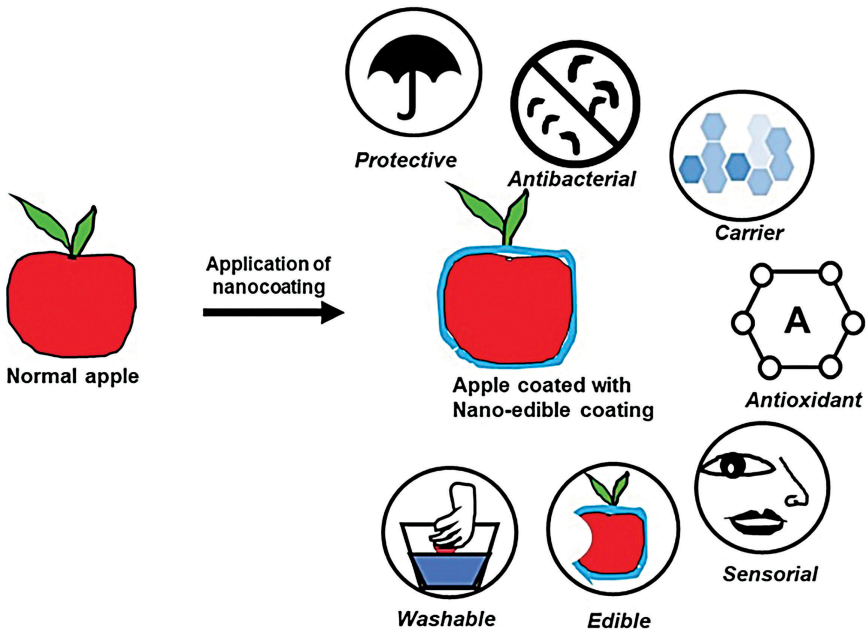 Protective
Antibacterial
Carrier
Application of
nanocoating
Normal apple
Apple coated with
Nano-edible coating
A
Antioxidant
Sensorial
Washable
Edible